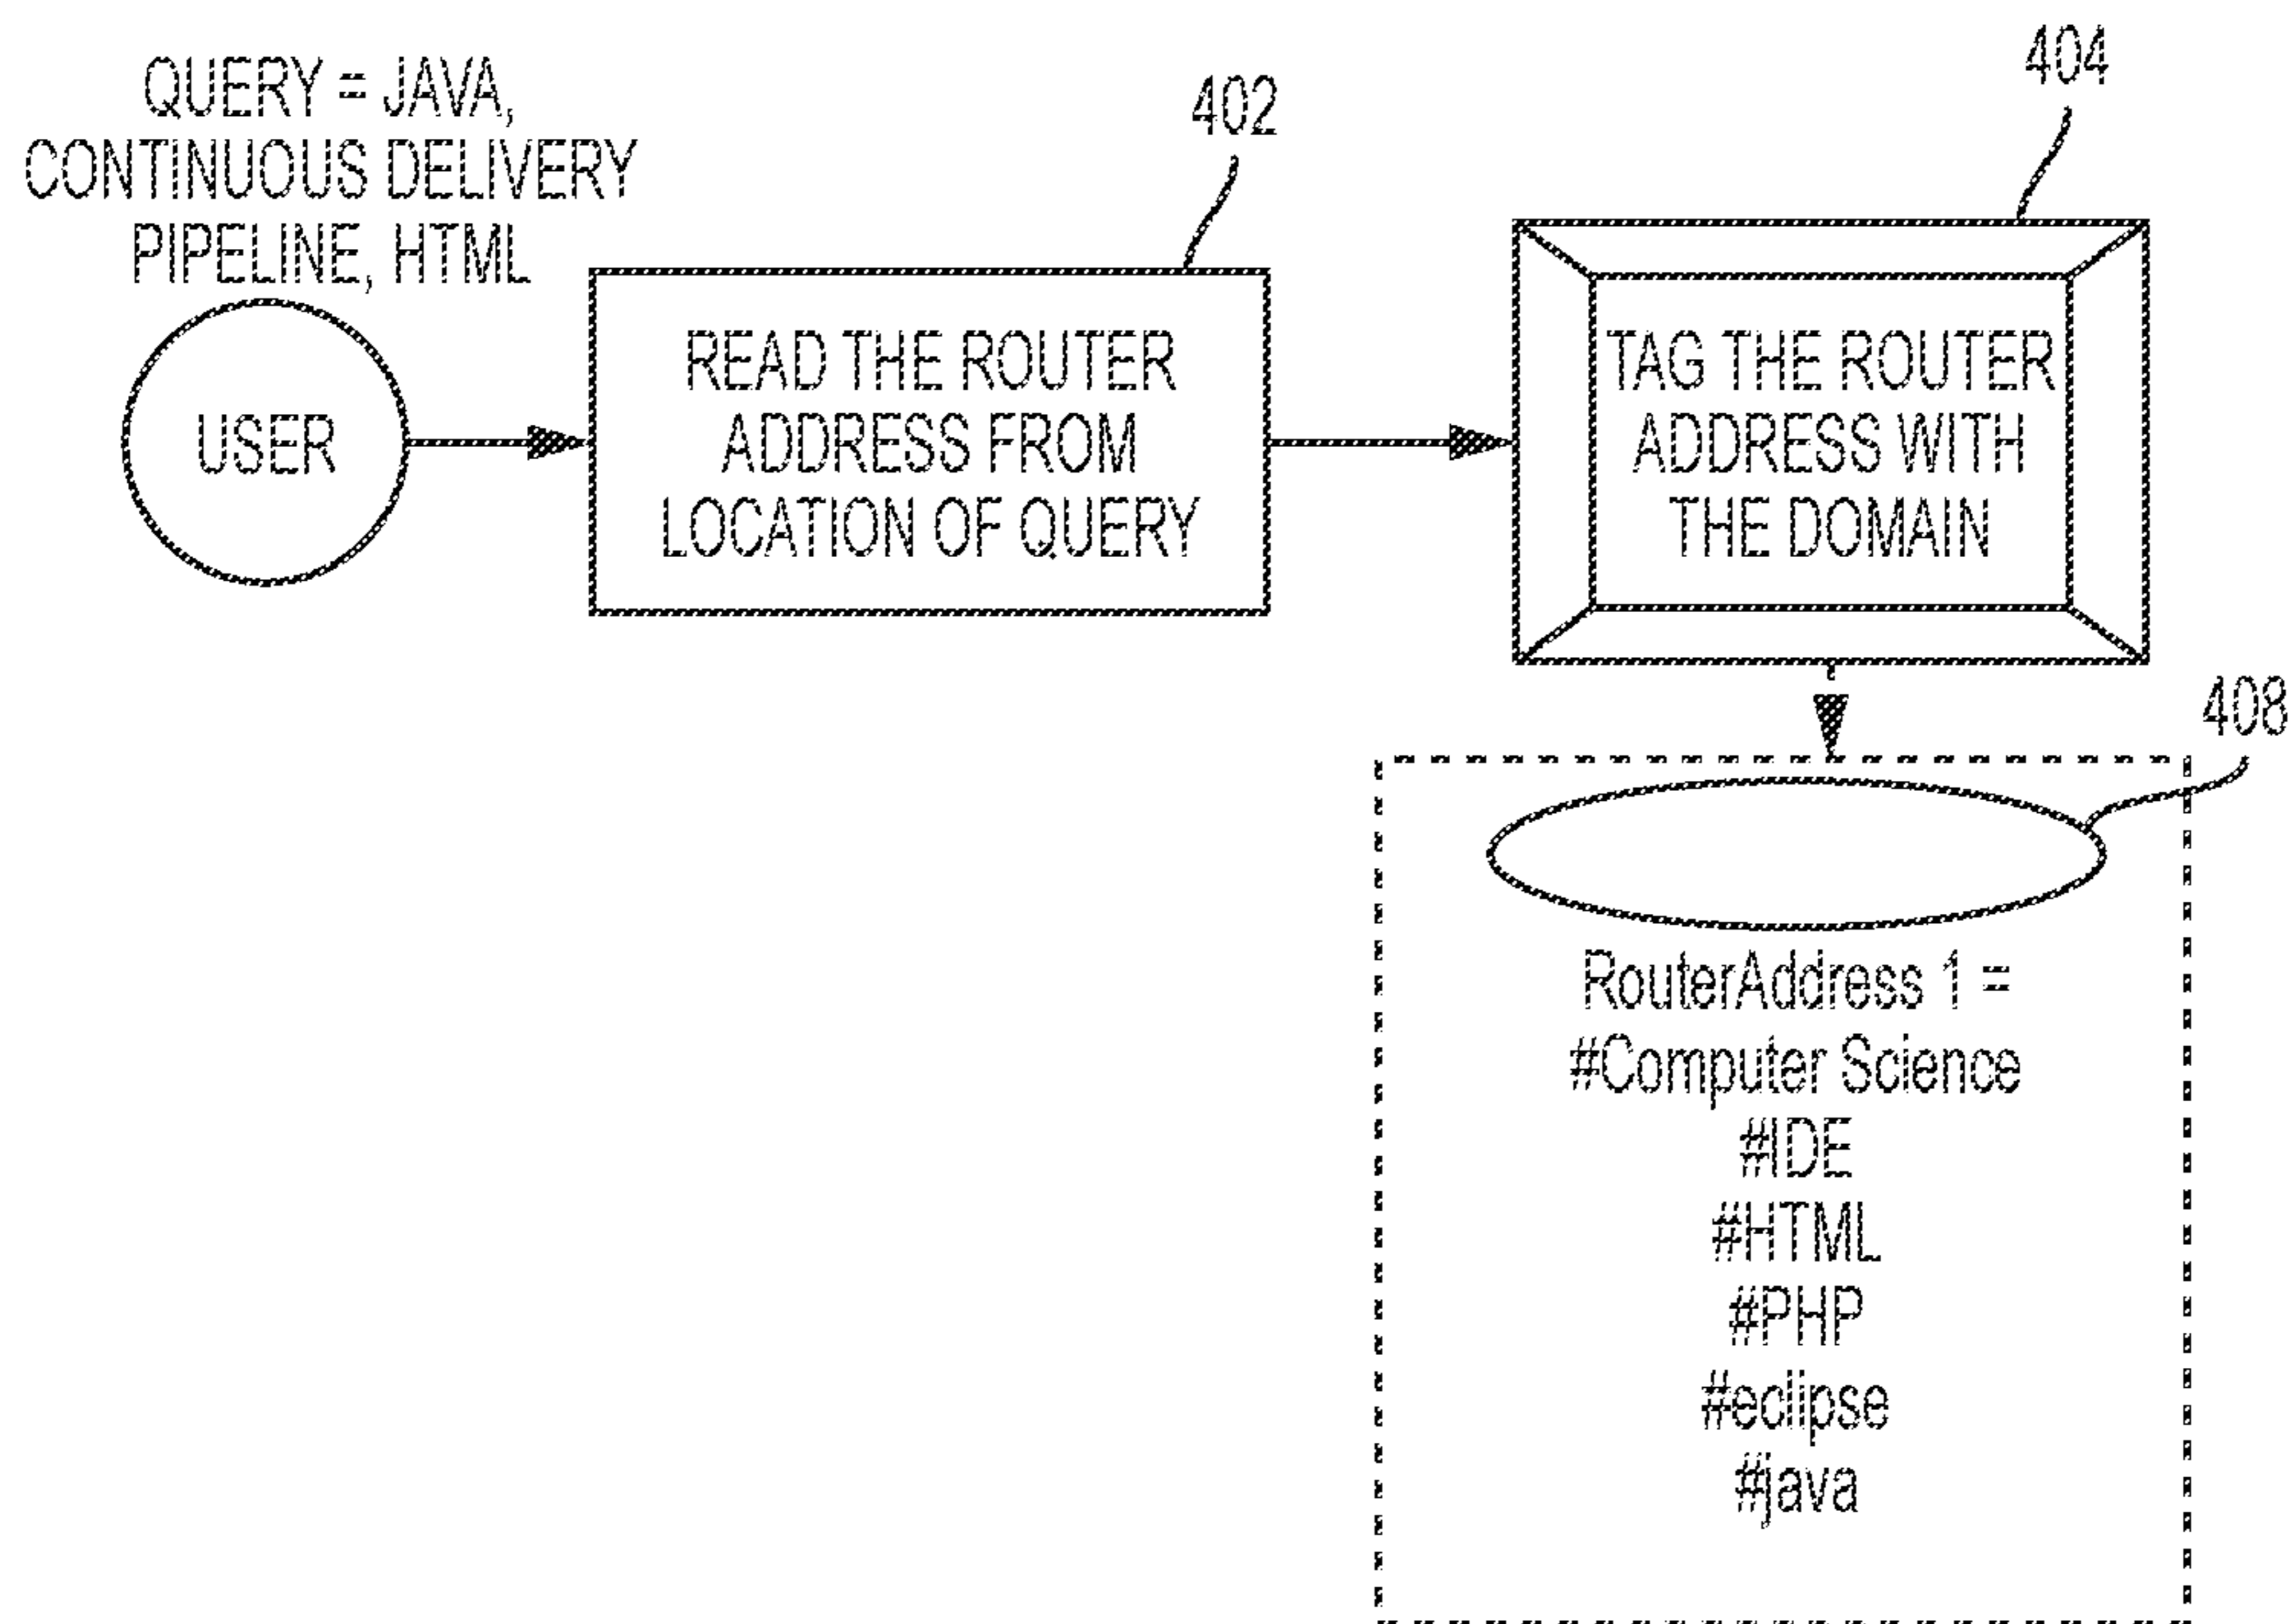 QUERY = JAVA,
CONTINUOUS DELIVERY
PIPELINE, HTML
USER
402
READ THE ROUTER
ADDRESS FROM
LOCATION OF QUERY
404
TAG THE ROUTER
ADDRESS WITH
THE DOMAIN
408
RouterAddress 1 =
#Computer Science
#IDE
#HTML
#PHP
#eclipse
#java